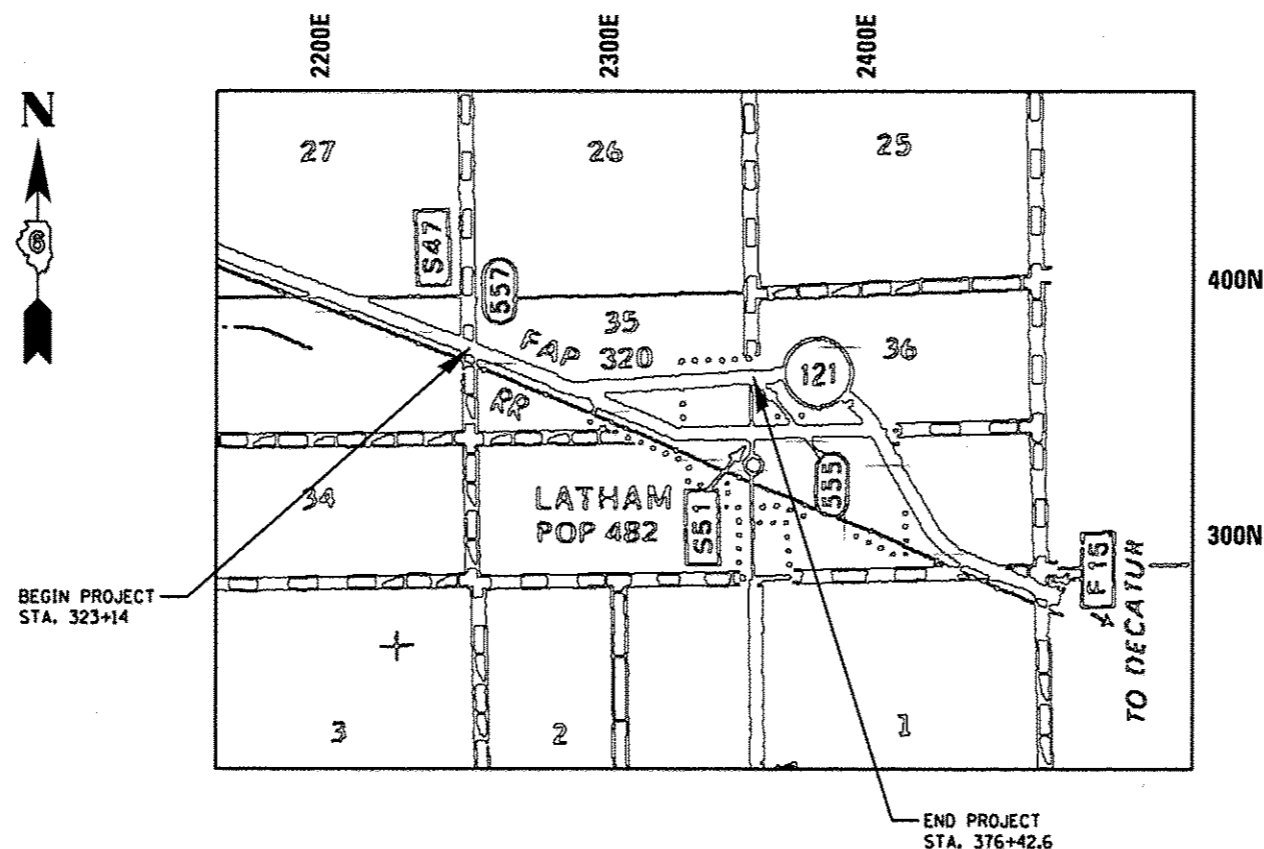 2200E
2300E
2400E
N
6
27
26
25
S47
557
400N
35
FAP
320
36
121
RR
34
LATHAM
POP 482
S51
555
300N
F15
TO DECATUR
BEGIN PROJECT
STA. 323+14
3
2
1
END PROJECT
STA. 376+42.6